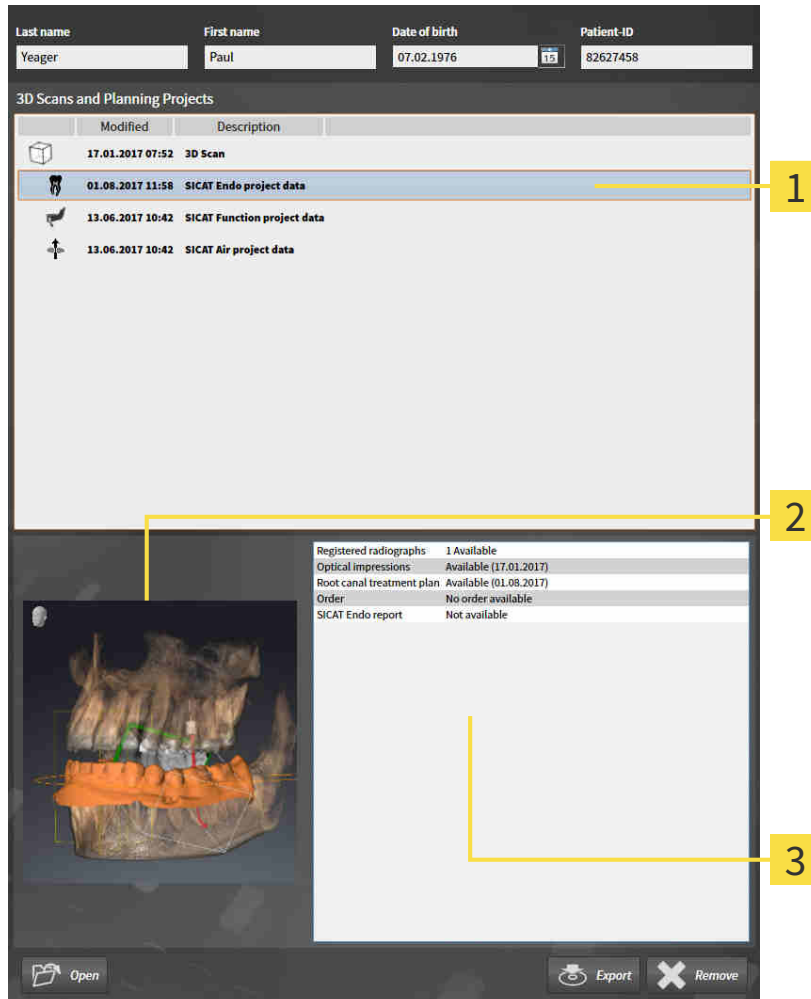 Last name First name Date of birth Patient-ID
Yeager Paul 07.02.1976 15 82627458
3D Scans and Planning Projects
Modified Description
17.01.2017 07:52 3D Scan
01.08.2017 11:58 SICAT Endo project data
1
13.06.2017 10:42 SICAT Function project data
13.06.2017 10:42 SICAT Air project data
2
Registered radiographs 1 Available
Optical impressions Available (17.01.2017)
Root canal treatment plan Available (01.08.2017)
Order No order available
SICAT Endo report Not available
3
Open Export Remove